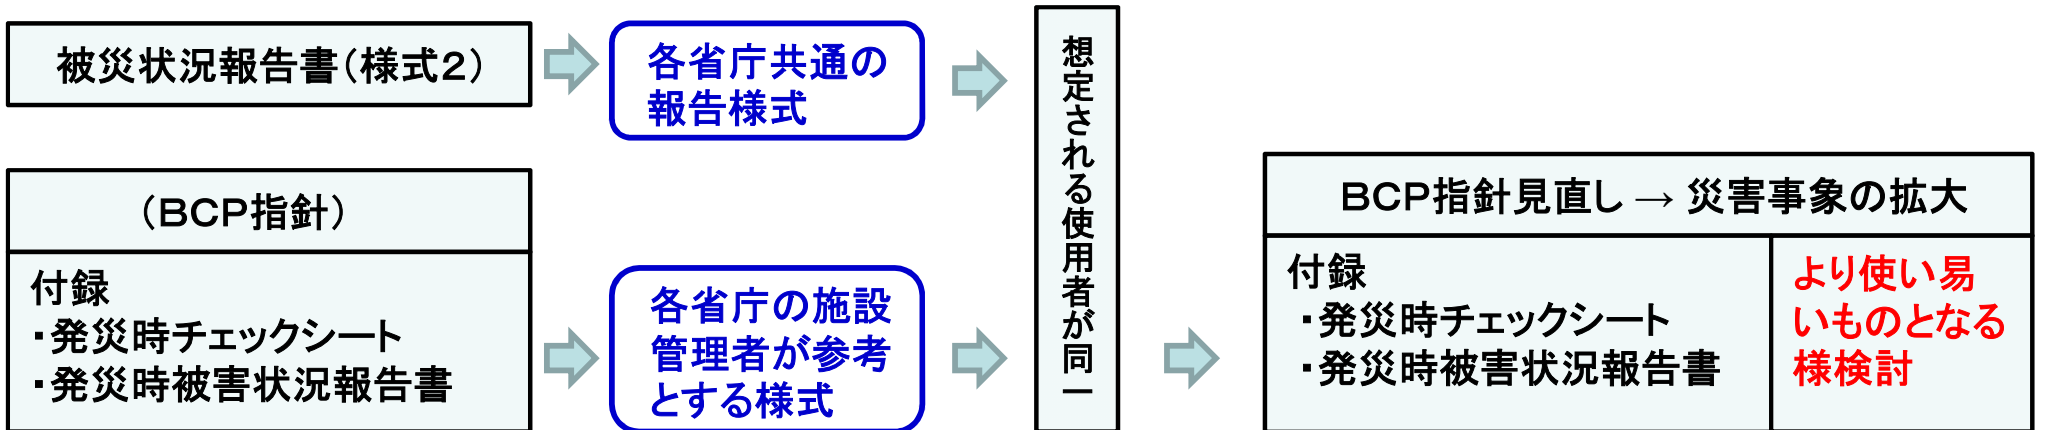 被災状況報告書（様式２）
各省庁共通の
報告様式
（ＢＣＰ指針）
付録
・発災時チェックシート
・発災時被害状況報告書
各省庁の施設
管理者が参考
とする様式
想定される使用者が同一
ＢＣＰ指針見直し → 災害事象の拡大
付録
・発災時チェックシート
・発災時被害状況報告書
より使い易
いものとなる
様検討